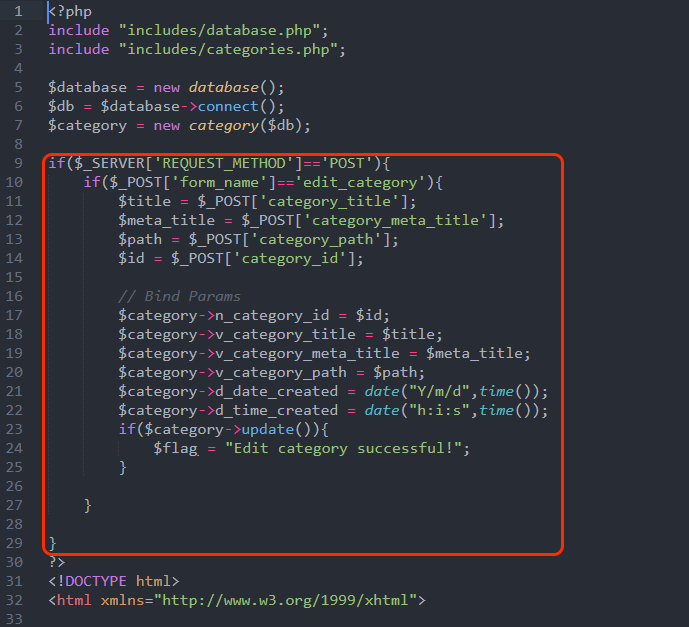 1 <?php
2 include "includes/database.php";
3 include "includes/categories.php";
4
5 $database = new database();
6 $db = $database->connect();
7 $category = new category($db);
8
9 if($_SERVER['REQUEST_METHOD']=='POST'){
10 if($_POST['form_name']=='edit_category'){
11 $title = $_POST['category_title'];
12 $meta_title = $_POST['category_meta_title'];
13 $path = $_POST['category_path'];
14 $id = $_POST['category_id'];
15
16 // Bind Params
17 $category->n_category_id = $id;
18 $category->v_category_title = $title;
19 $category->v_category_meta_title = $meta_title;
20 $category->v_category_path = $path;
21 $category->d_date_created = date("Y/m/d",time());
22 $category->d_time_created = date("h:i:s",time());
23 if($category->update()){
24 $flag = "Edit category successful!";
25 }
26
27 }
28
29 }
30 ?>
31 <!DOCTYPE html>
32 <html xmlns="http://www.w3.org/1999/xhtml">
33